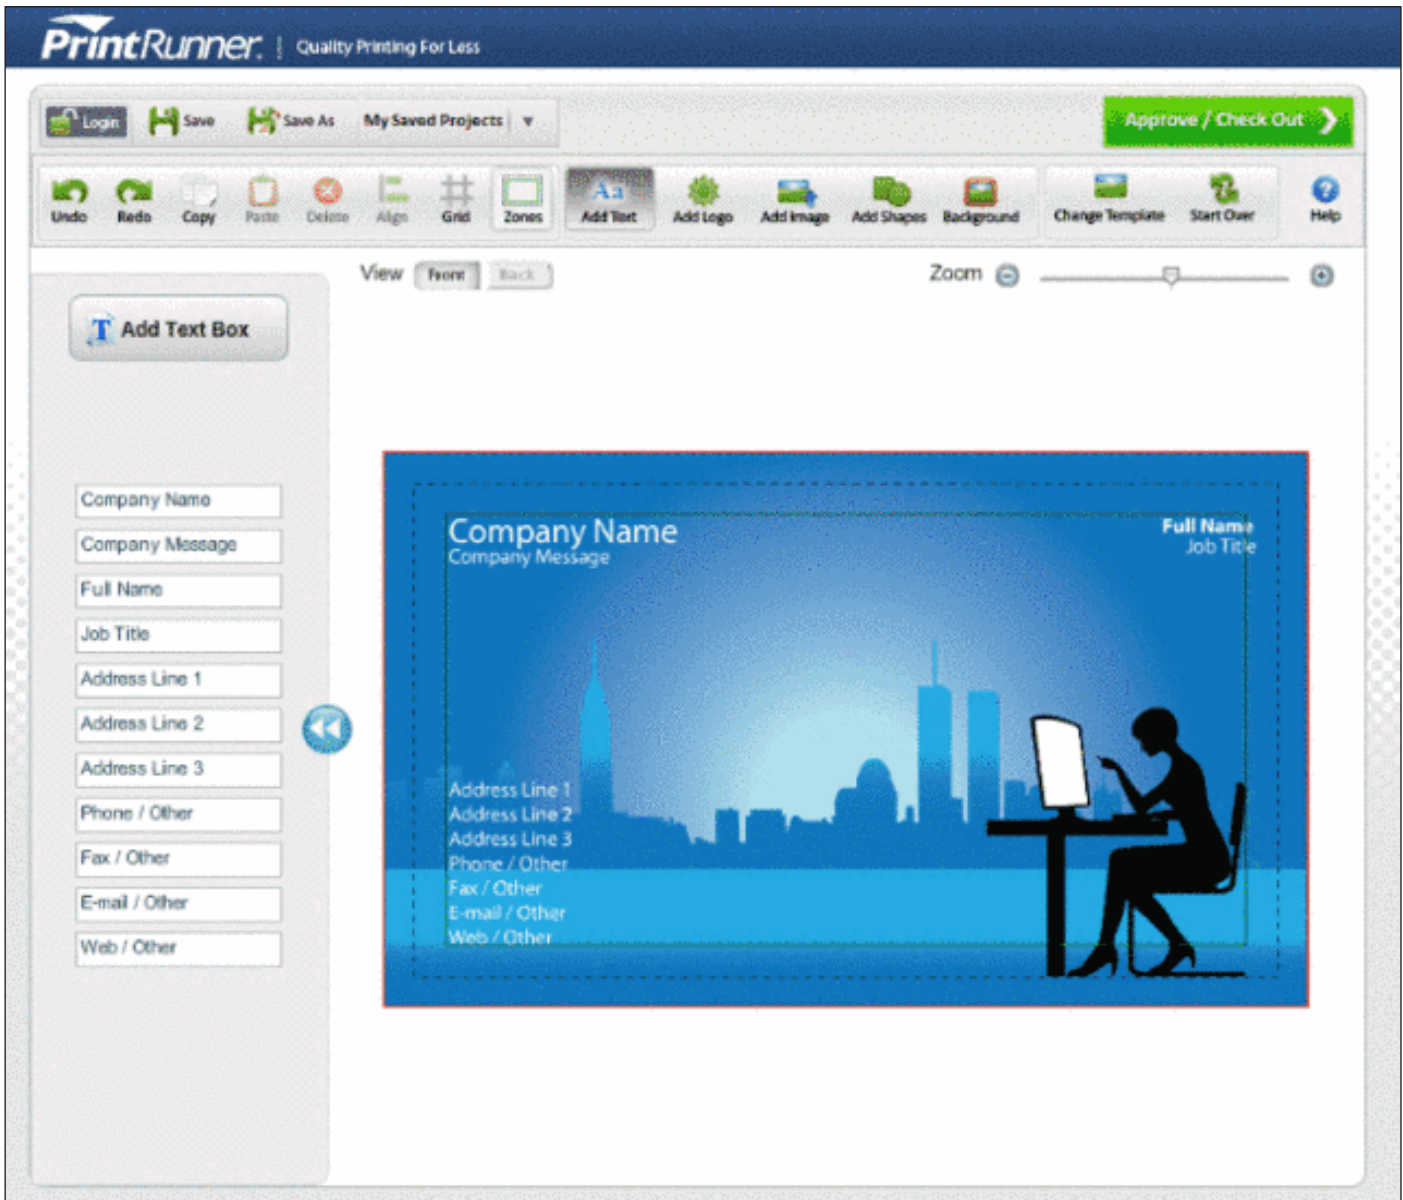 PrintRunner. Quality Printing For Less
Login Save Save As My Saved Projects Approve / Check Out
Undo Redo Copy Paste Delete Align Grid Zones Add Text Add Logo Add Image Add Shapes Background Change Template Start Over Help
View Front Back Zoom
Add Text Box
Company Name
Company Message
Full Name
Job Title
Address Line 1
Address Line 2
Address Line 3
Phone / Other
Fax / Other
E-mail / Other
Web / Other
Company Name
Company Message
Full Name
Job Title
Address Line 1
Address Line 2
Address Line 3
Phone / Other
Fax / Other
E-mail / Other
Web / Other